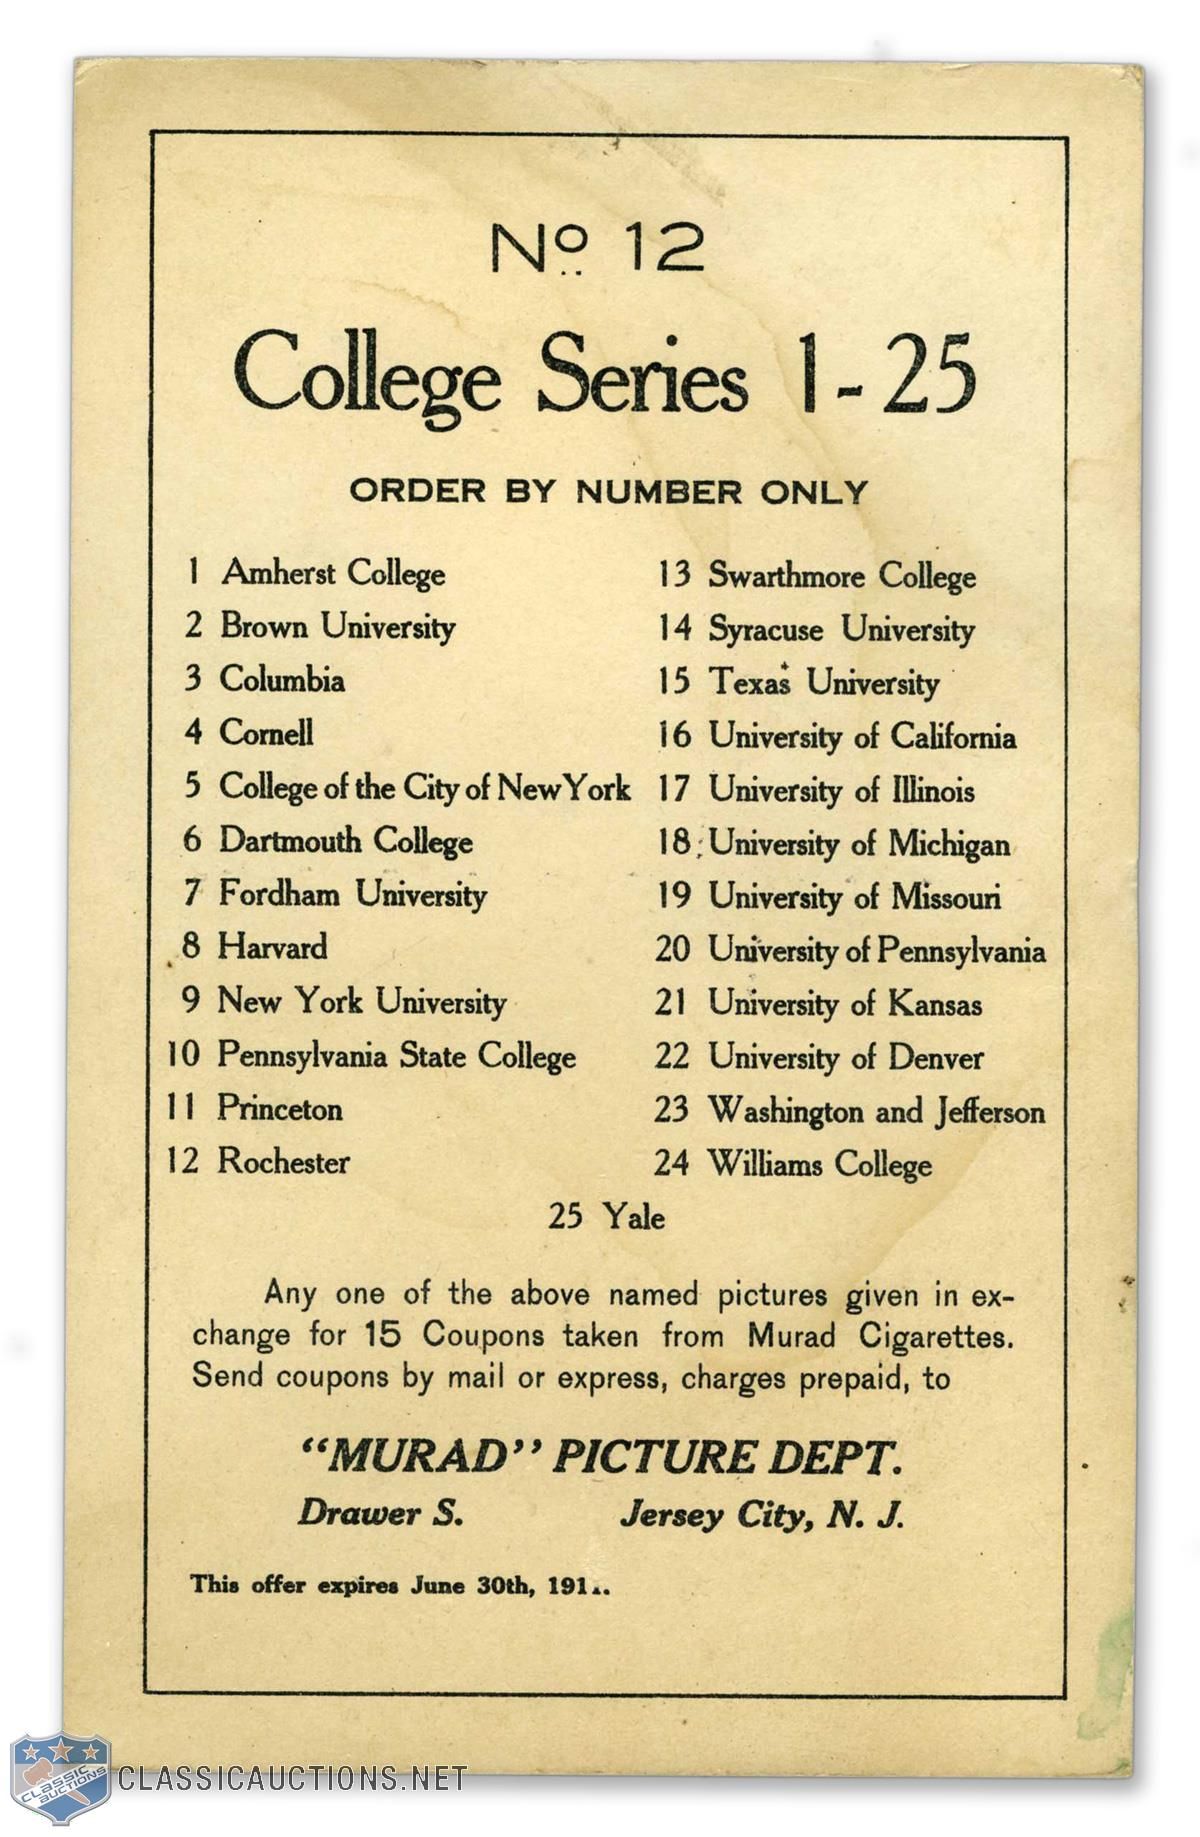 No 12
College Series 1-25
ORDER BY NUMBER ONLY
1 Amherst College
2 Brown University
3 Columbia
4 Cornell
5 College of the City of New York
6 Dartmouth College
7 Fordham University
8 Harvard
9 New York University
10 Pennsylvania State College
11 Princeton
12 Rochester
13 Swarthmore College
14 Syracuse University
15 Texas University
16 University of California
17 University of Illinois
18 University of Michigan
19 University of Missouri
20 University of Pennsylvania
21 University of Kansas
22 University of Denver
23 Washington and Jefferson
24 Williams College
25 Yale
Any one of the above named pictures given in ex-
change for 15 Coupons taken from Murad Cigarettes.
Send coupons by mail or express, charges prepaid, to
"MURAD" PICTURE DEPT.
Drawer S. Jersey City, N. J.
This offer expires June 30th,
CLASSIC
AUCTIONS
CLASSICAUCTIONS.NET